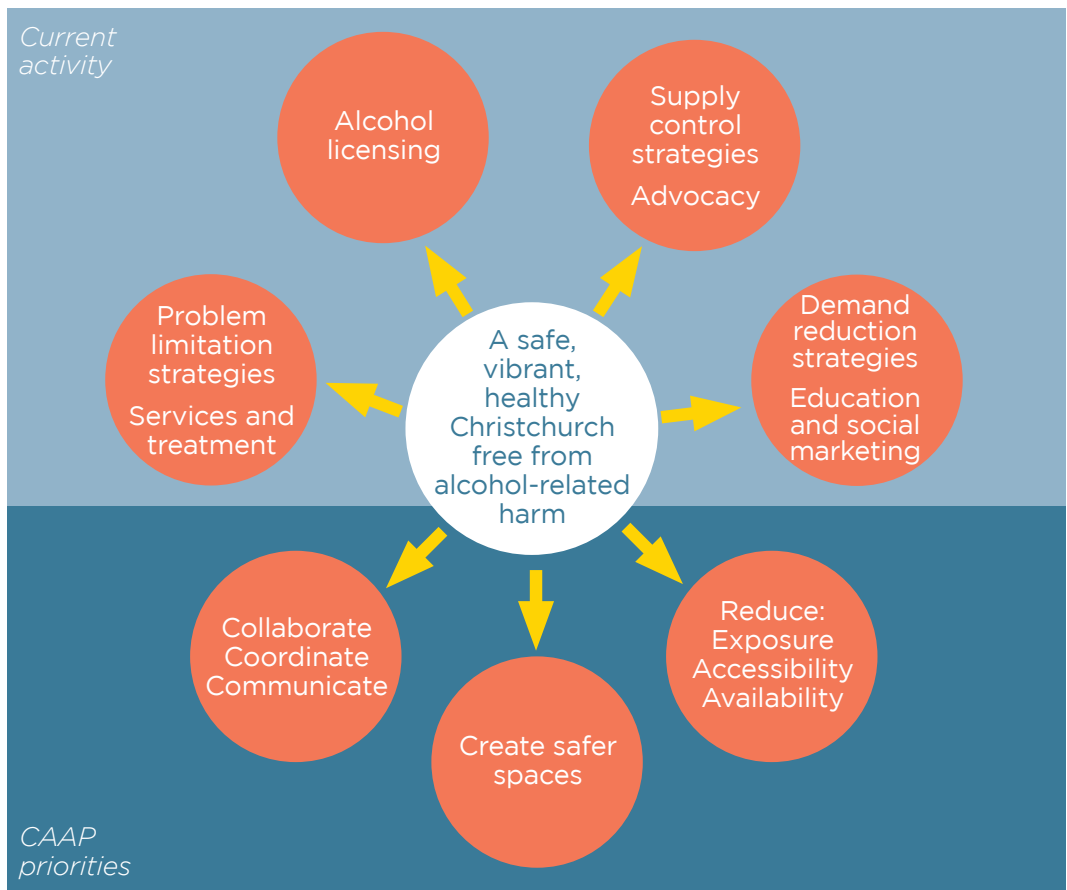 Current
activity
Alcohol
licensing
Supply
control
strategies
Advocacy
Problem
limitation
strategies
Services and
treatment
A safe,
vibrant,
healthy
Christchurch
free from
alcohol-related
harm
Demand
reduction
strategies
Education
and social
marketing
Collaborate
Coordinate
Communicate
Create safer
spaces
Reduce:
Exposure
Accessibility
Availability
CAAP
priorities